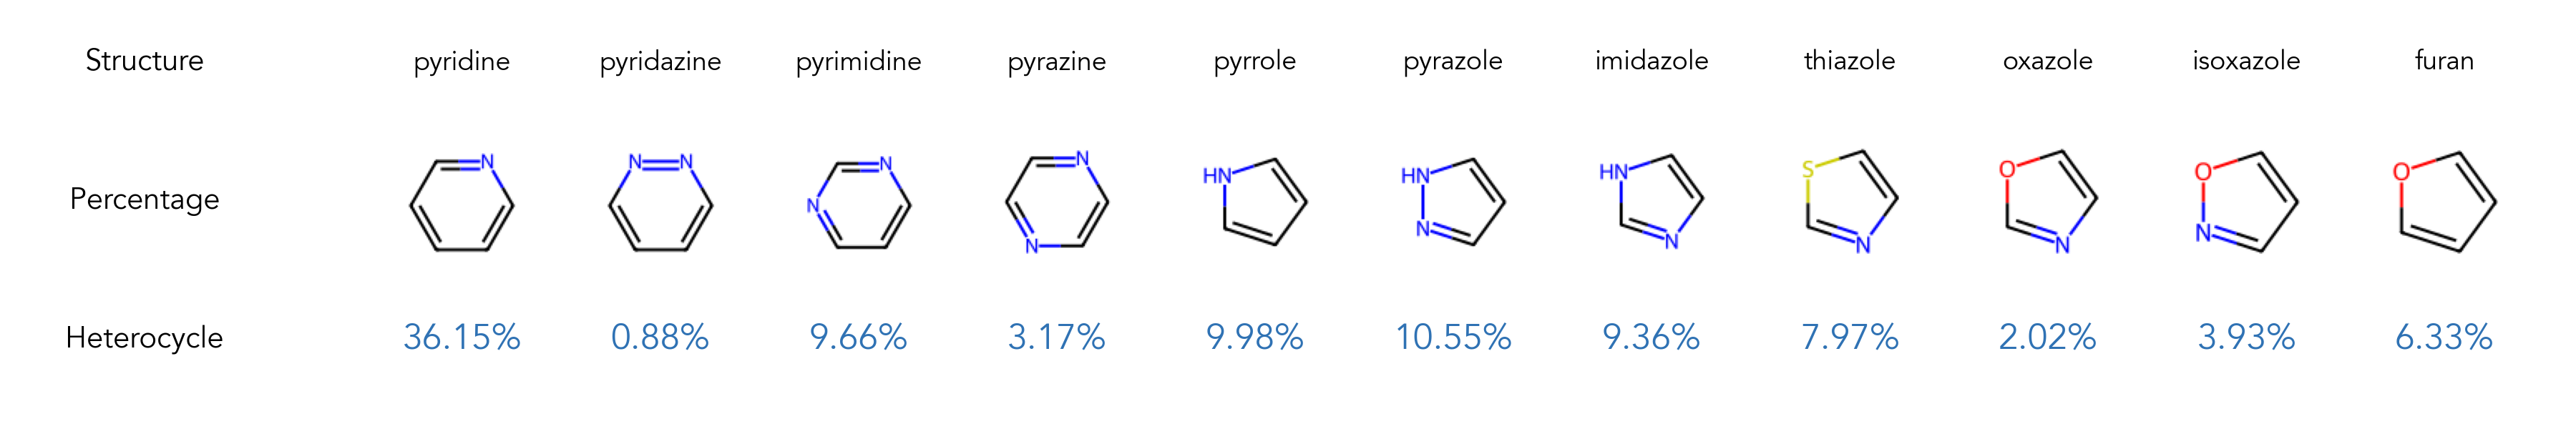 Structure pyridine pyridazine pyrimidine pyrazine pyrrole pyrazole imidazole thiazole oxazole isoxazole furan
Percentage N N N N N N N HN HN N HN N S N O N O N O
Heterocycle 36.15% 0.88% 9.66% 3.17% 9.98% 10.55% 9.36% 7.97% 2.02% 3.93% 6.33%